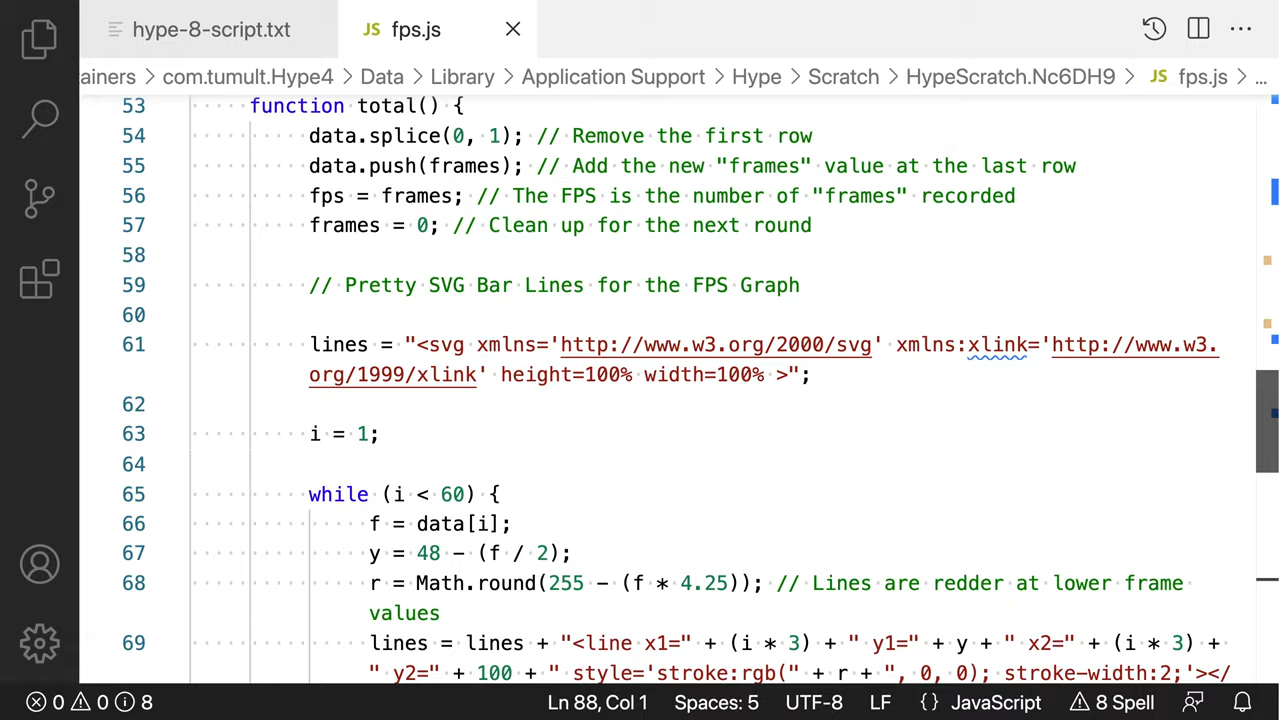 hype-8-script.txt
JS fps.js
ainers > com.tumult.Hype4 > Data > Library > Application Support > Hype > Scratch > HypeScratch.Nc6DH9 > JS fps.js > ...
53 function total() {
54 data.splice(0, 1); // Remove the first row
55 data.push(frames); // Add the new "frames" value at the last row
56 fps = frames; // The FPS is the number of "frames" recorded
57 frames = 0; // Clean up for the next round
58
59 // Pretty SVG Bar Lines for the FPS Graph
60
61 lines = "<svg xmlns='http://www.w3.org/2000/svg' xmlns:xlink='http://www.w3.
org/1999/xlink' height=100% width=100% >";
62
63 i = 1;
64
65 while (i < 60) {
66 f = data[i];
67 y = 48 - (f / 2);
68 r = Math.round(255 - (f * 4.25)); // Lines are redder at lower frame
values
69 lines = lines + "<line x1=" + (i * 3) + " y1=" + y + " x2=" + (i * 3) +
" y2=" + 100 + " style='stroke:rgb(" + r + ", 0, 0); stroke-width:2;'></
0 0 8 Ln 88, Col 1 Spaces: 5 UTF-8 LF {} JavaScript 8 Spell